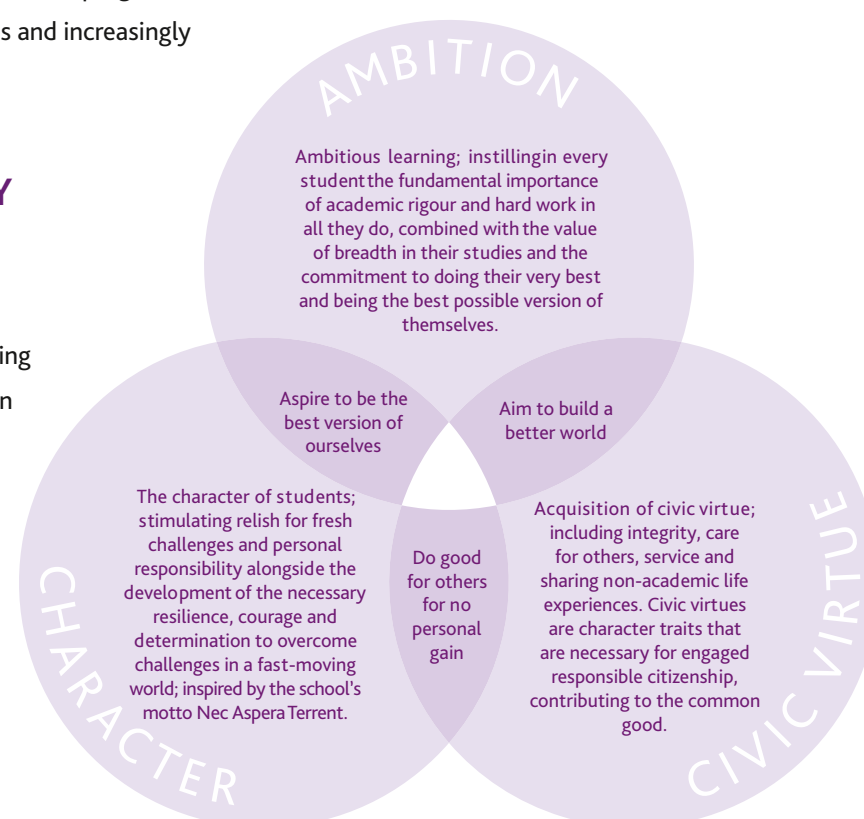 s and increasingly
Y
ing
n
AMBITION
Ambitious learning; instillingin every
studentthe fundamental importance
of academic rigour and hard work in
all they do, combined with the value
of breadth in their studies and the
commitment to doing their very best
and being the best possible version of
themselves.
Aspire to be the
best version of
ourselves
Aim to build a
better world
CHARACTER
The character of students;
stimulating relish for fresh
challenges and personal
responsibility alongside the
development of the necessary
resilience, courage and
determination to overcome
challenges in a fast-moving
world; inspired by the school's
motto Nec Aspera Terrent.
Do good
for others
for no
personal
gain
CIVIC VIRTUE
Acquisition of civic virtue;
including integrity, care
for others, service and
sharing non-academic life
experiences. Civic virtues
are character traits that
are necessary for engaged
responsible citizenship,
contributing to the common
good.